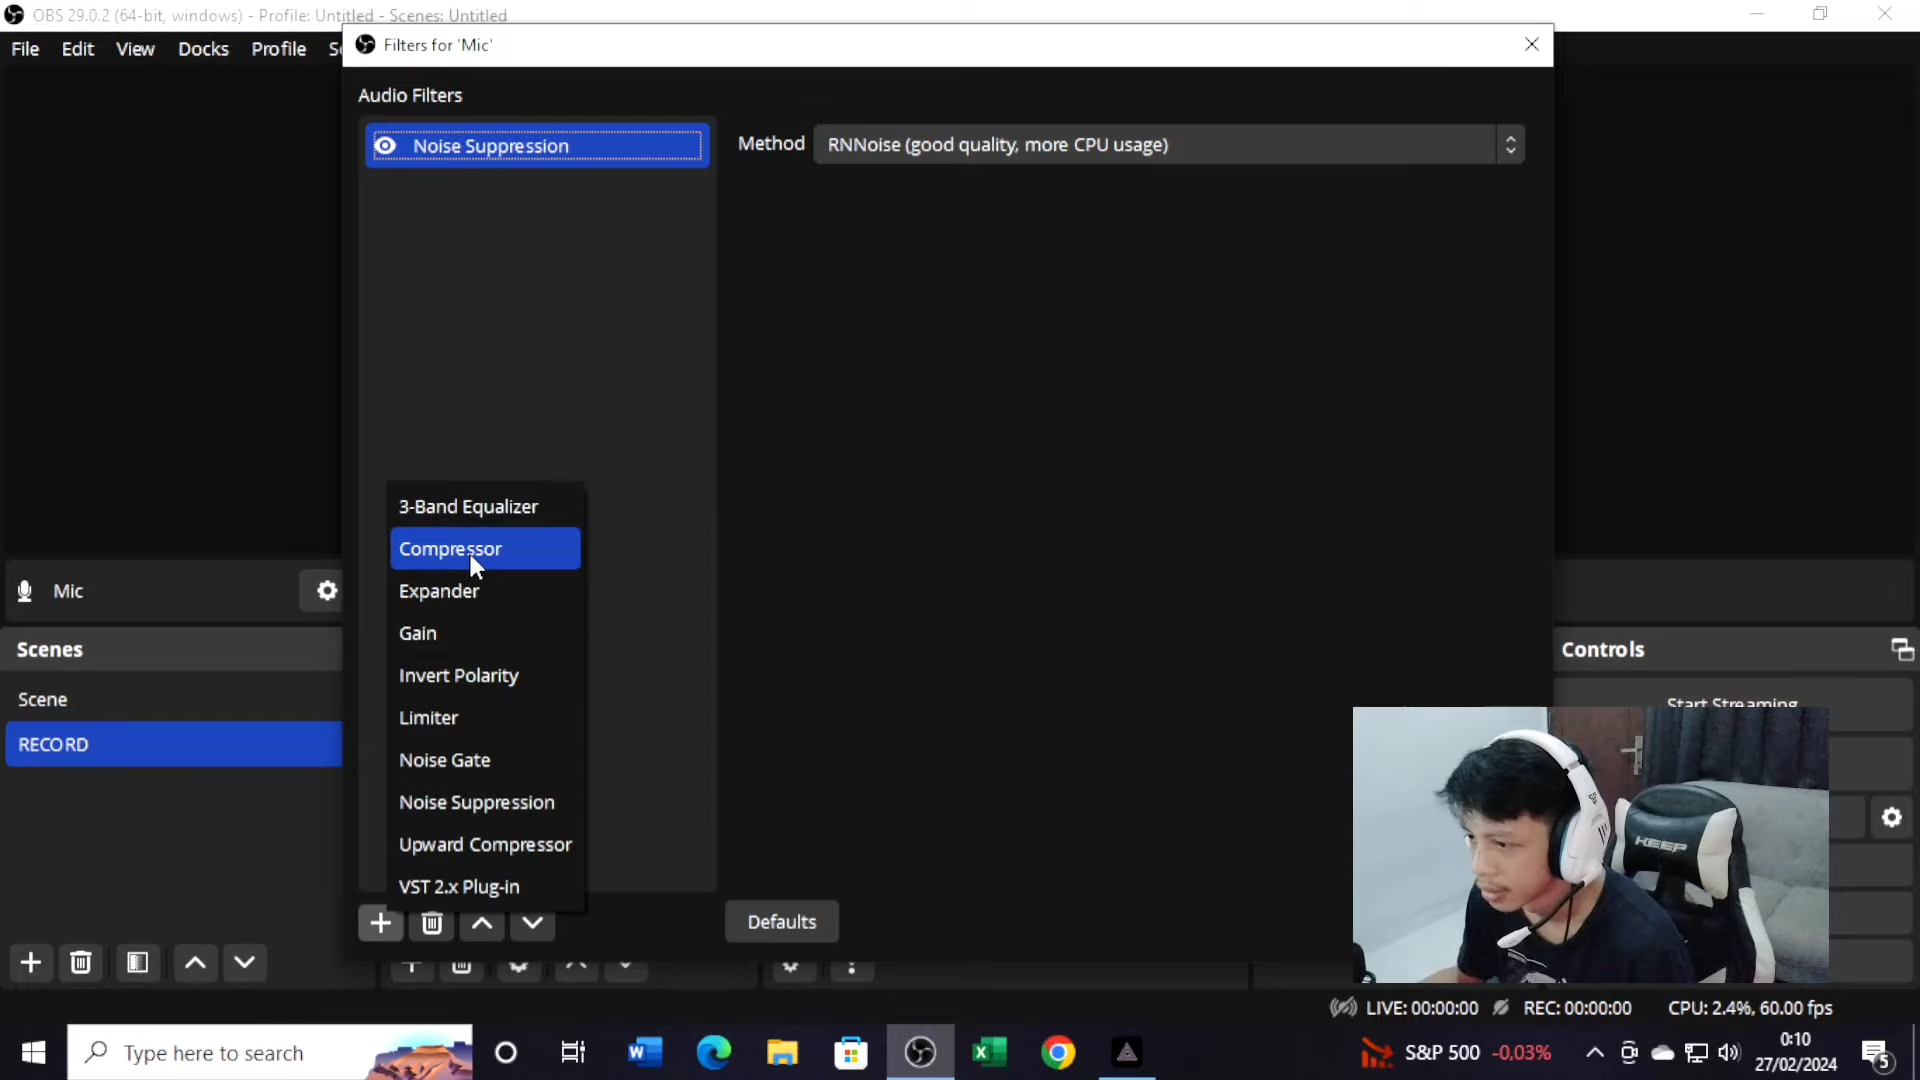 OBS 29.0.2 (64-bit, windows) - Profile: Untitled - Scenes: Untitled
File Edit View Docks Profile
Filters for 'Mic'
Audio Filters
Noise Suppression
Method RNNoise (good quality, more CPU usage)
3-Band Equalizer
Compressor
Expander
Gain
Invert Polarity
Limiter
Noise Gate
Noise Suppression
Upward Compressor
VST 2.x Plug-in
Defaults
Mic
Scenes
Scene
RECORD
Controls
Start Streaming
KEEP
LIVE: 00:00:00 REC: 00:00:00 CPU: 2.4%, 60.00 fps
Type here to search
S&P 500 -0,03%
0:10
27/02/2024
5